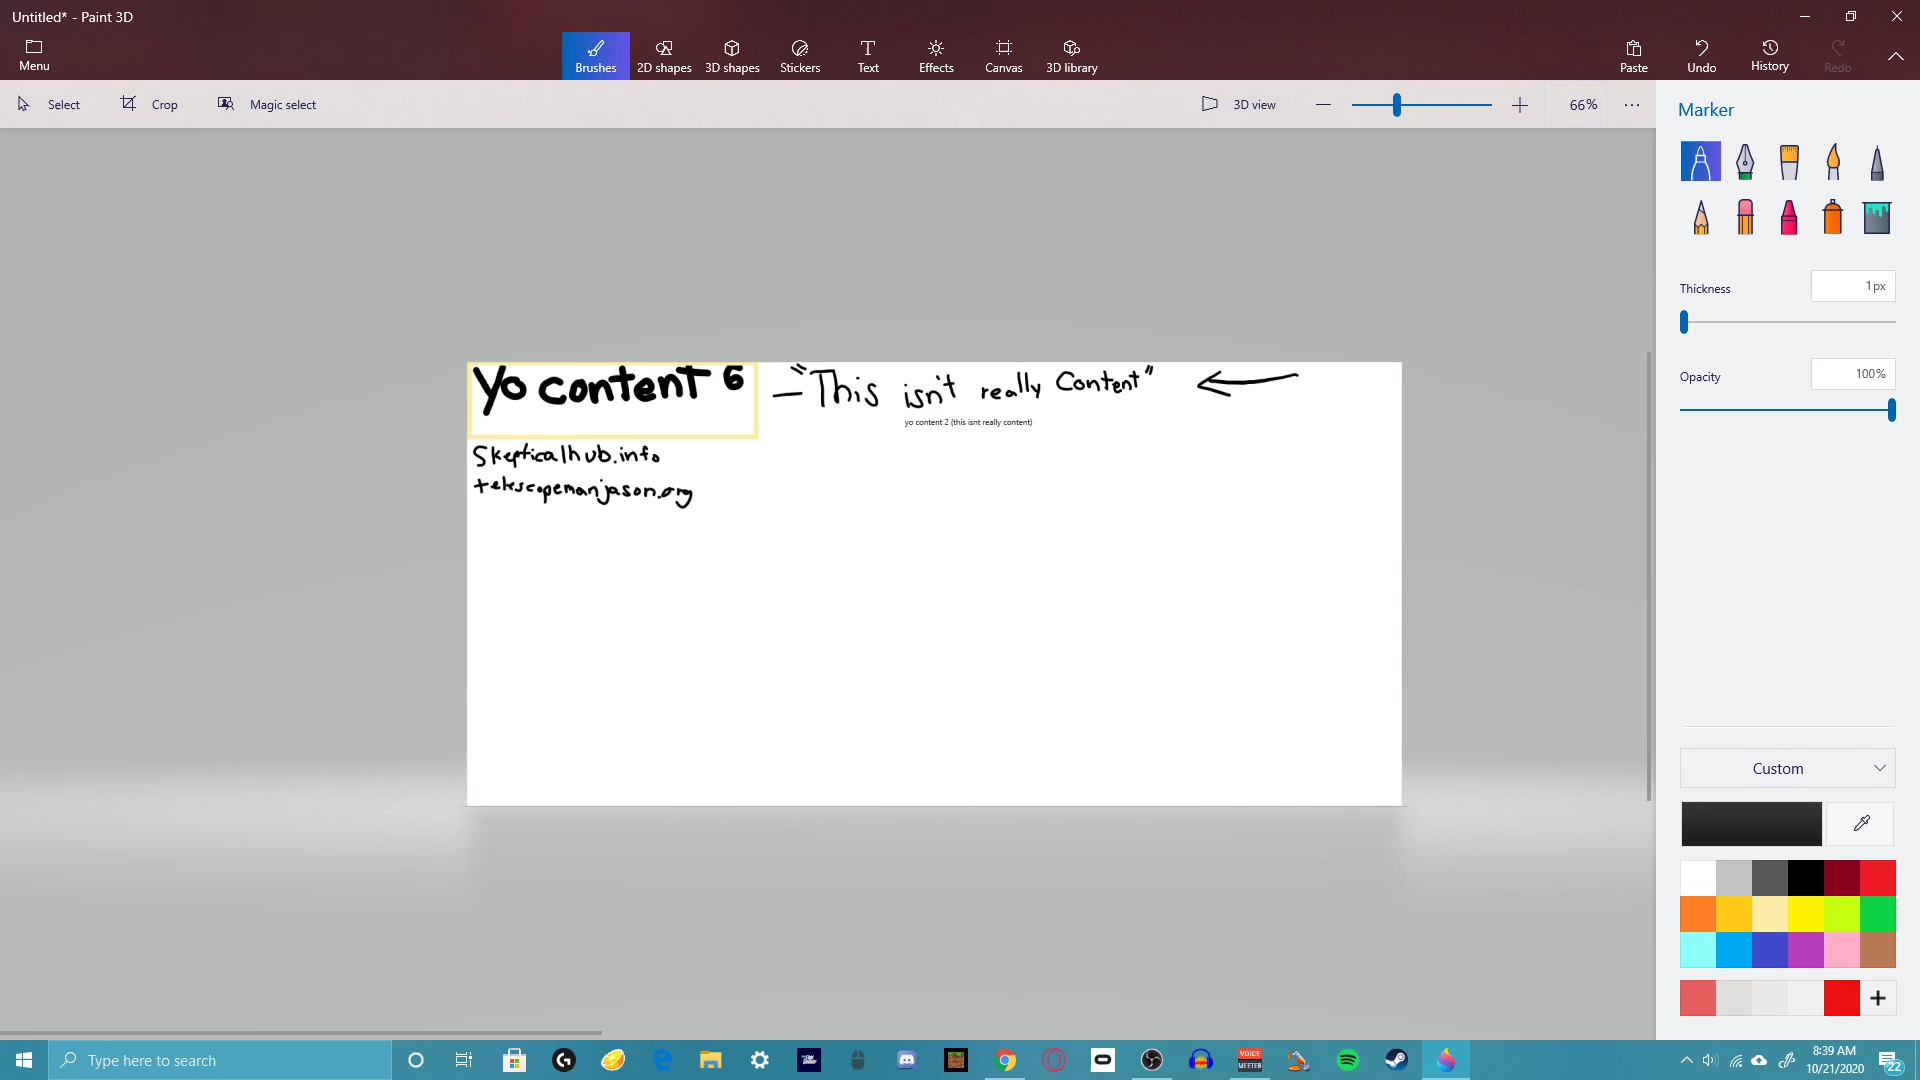 Untitled* - Paint 3D
Menu
Brushes 2D shapes 3D shapes Stickers Text Effects Canvas 3D library
Paste Undo History Redo
Select Crop Magic select
3D view 66%
Marker
Thickness 1px
Opacity 100%
Custom
Yo content 6 — "This isn't really Content"
yo content 2 (this isnt really content)
Skepticalhub.info
telescopemanjason.org
Type here to search
VOICE
MEETER
8:39 AM
10/21/2020
22